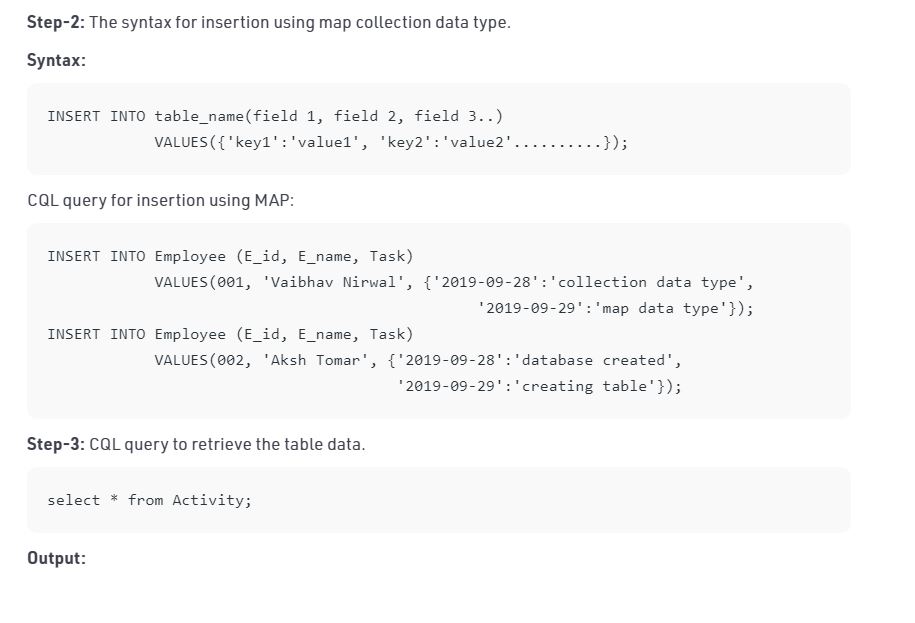 Step-2: The syntax for insertion using map collection data type.
Syntax:
INSERT INTO table_name(field 1, field 2, field 3..)
            VALUES({'key1':'value1', 'key2':'value2'..........});
CQL query for insertion using MAP:
INSERT INTO Employee (E_id, E_name, Task)
            VALUES(001, 'Vaibhav Nirwal', {'2019-09-28':'collection data type',
                                                '2019-09-29':'map data type'});
INSERT INTO Employee (E_id, E_name, Task)
            VALUES(002, 'Aksh Tomar', {'2019-09-28':'database created',
                                       '2019-09-29':'creating table'});
Step-3: CQL query to retrieve the table data.
select * from Activity;
Output: